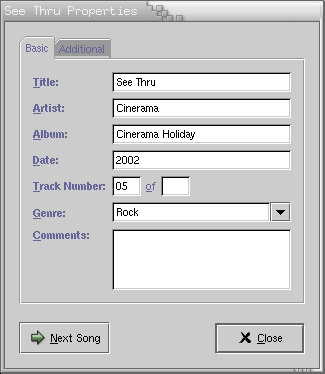 See Thru Properties
Basic Additional
Title: See Thru
Artist: Cinerama
Album: Cinerama Holiday
Date: 2002
Track Number: 05 of
Genre: Rock
Comments:
Next Song Close